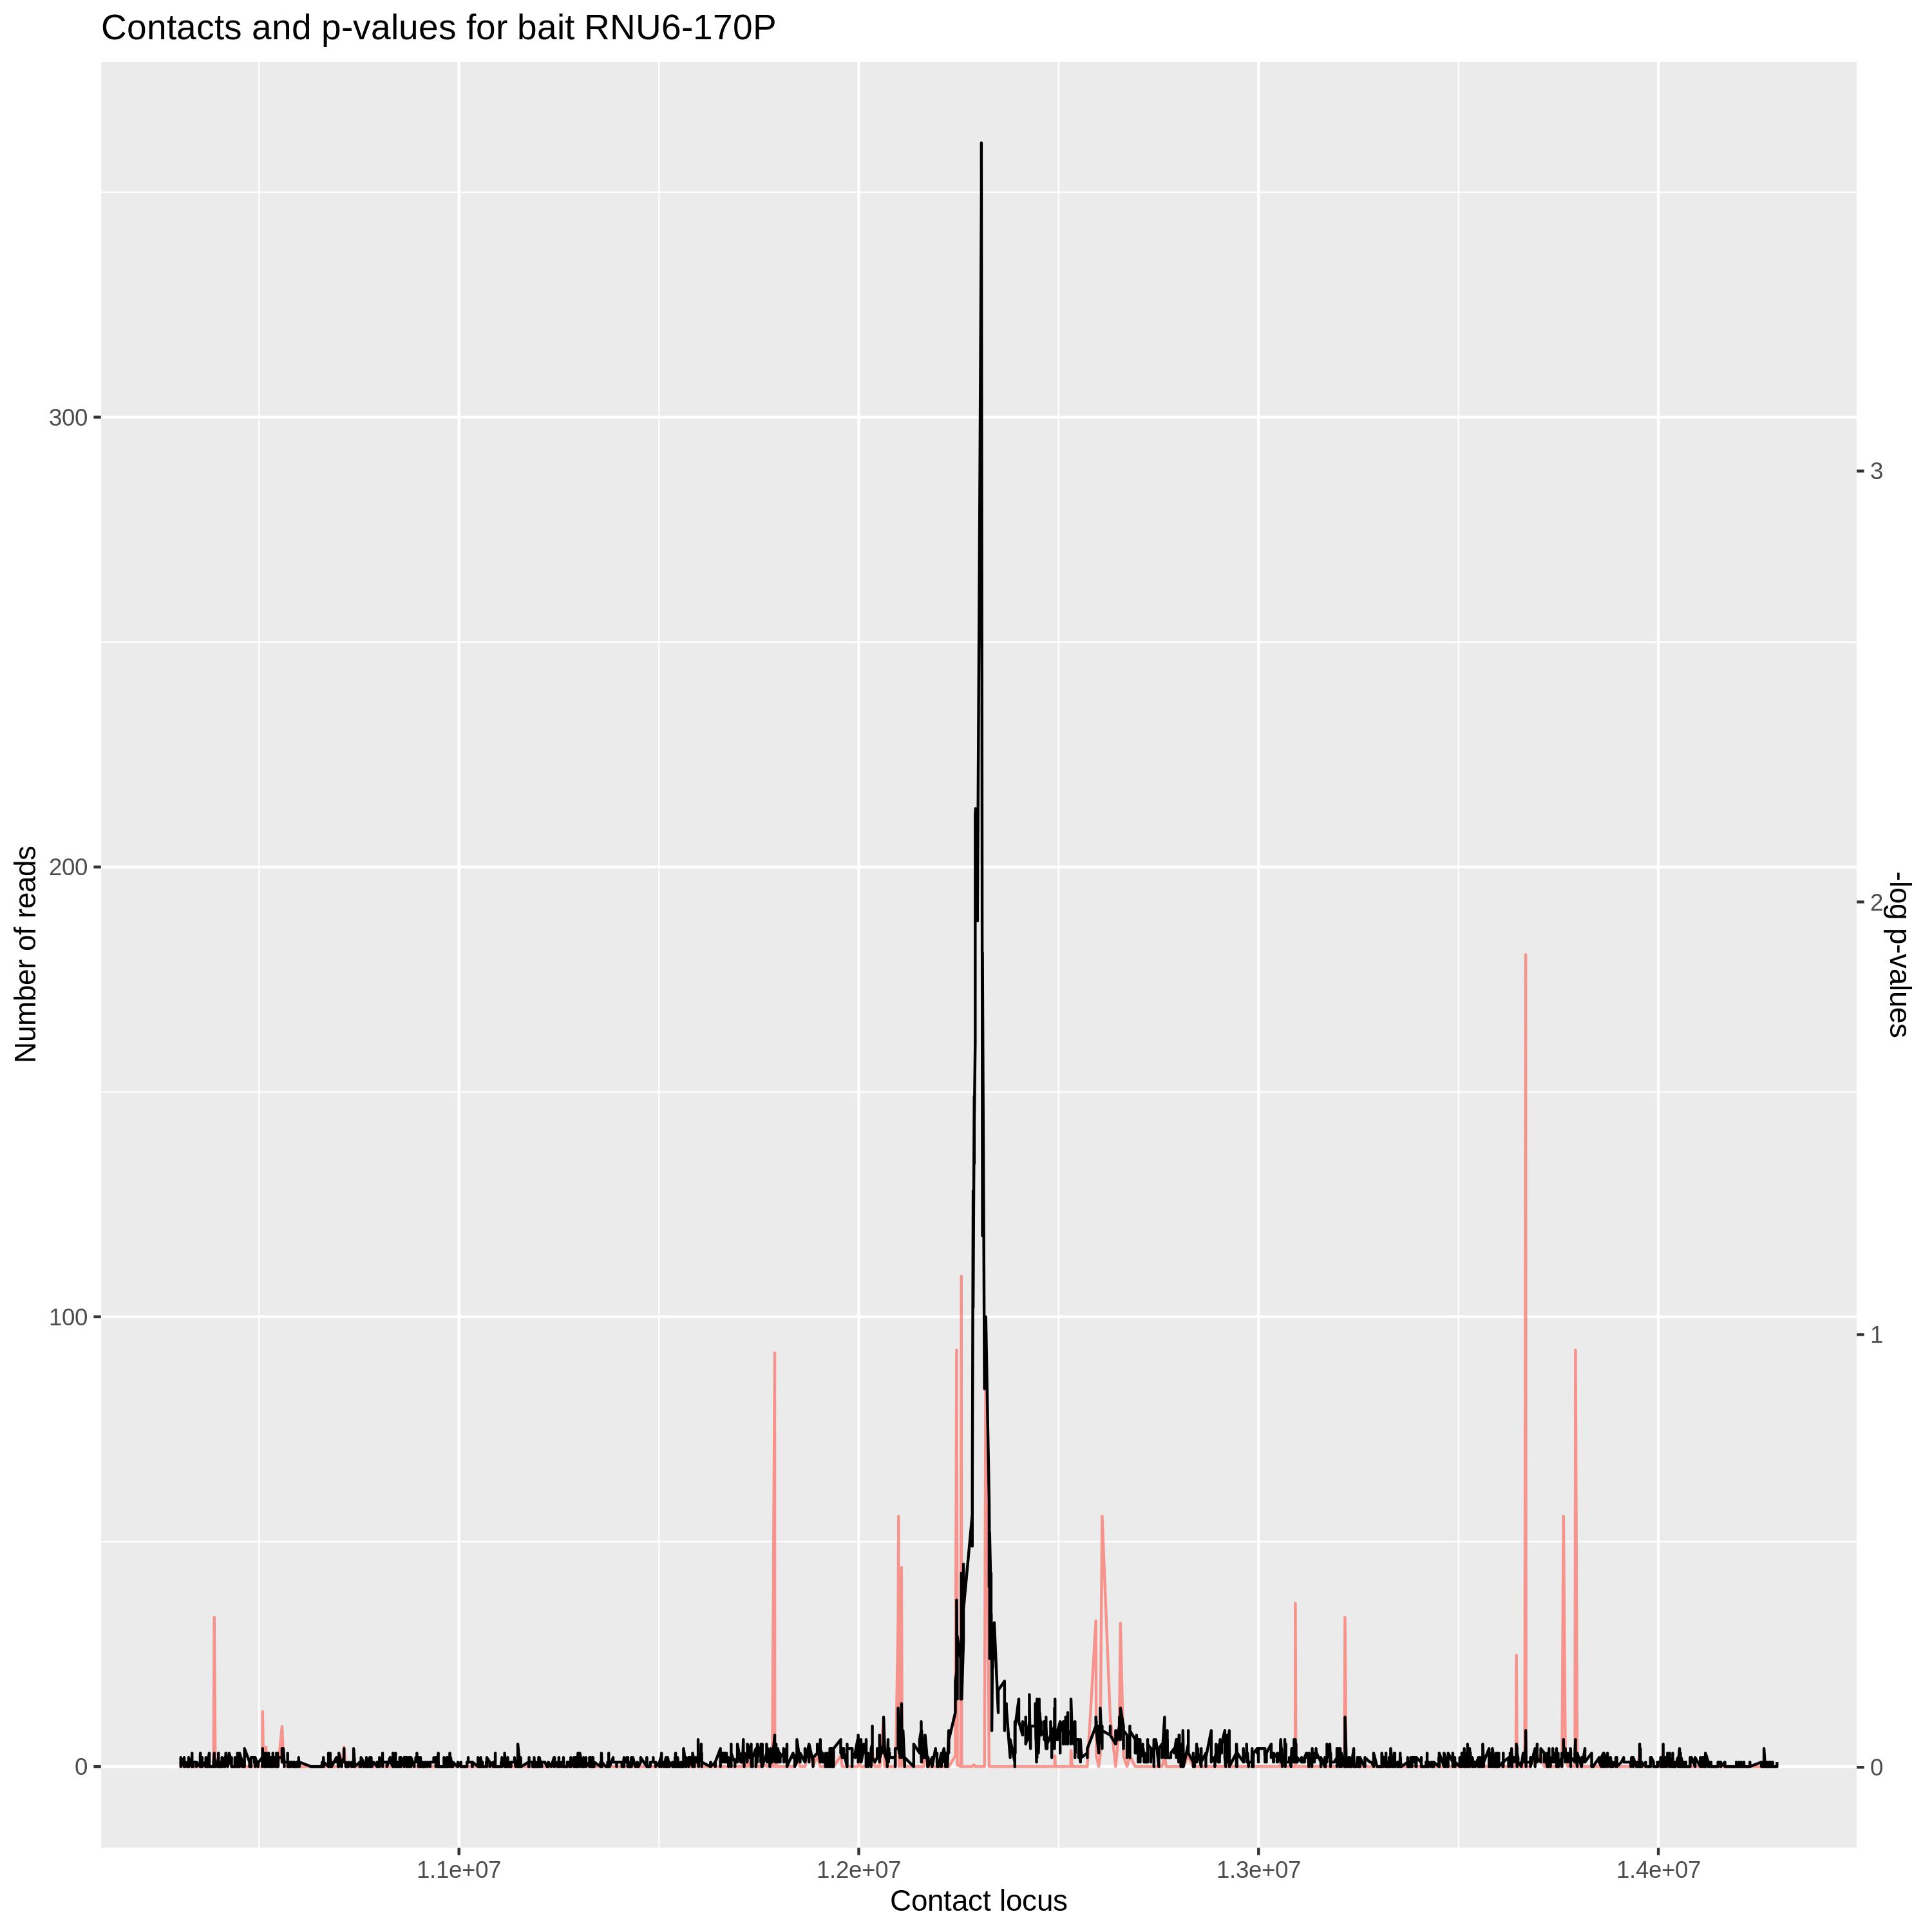 Contacts and p-values for bait RNU6-170P
Number of reads
300
200
100
0
3
2
1
0
-log p-values
1.1e+07
1.2e+07
1.3e+07
1.4e+07
Contact locus